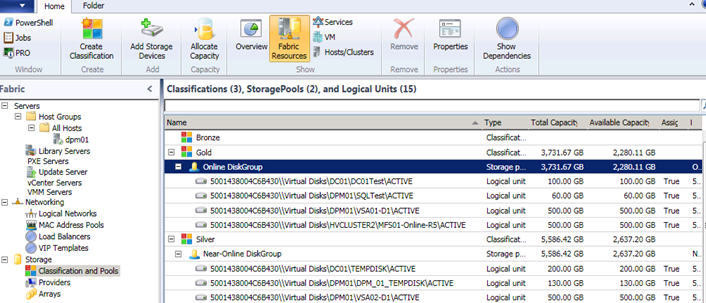 Home Folder
PowerShell
Jobs
PRO
Window
Create Classification
Create
Add Storage Devices
Add
Allocate Capacity
Capacity
Overview
Fabric Resources
Services
VM
Hosts/Clusters
Show
Remove
Remove
Properties
Properties
Show Dependencies
Actions
Fabric
Servers
Host Groups
All Hosts
dpm01
Library Servers
PXE Servers
Update Server
vCenter Servers
VMM Servers
Networking
Logical Networks
MAC Address Pools
Load Balancers
VIP Templates
Storage
Classification and Pools
Providers
Arrays
Classifications (3), StoragePools (2), and Logical Units (15)
Name Type Total Capacity Available Capacity Assig I
Bronze Classificat...
Gold Classificat... 3,731.67 GB 2,280.11 GB
Online DiskGroup Storage p... 3,731.67 GB 2,280.11 GB O...
5001438004C6B430\\Virtual Disks\DC01\DC01Test\ACTIVE Logical unit 100.00 GB 100.00 GB True 5...
5001438004C6B430\\Virtual Disks\DPM01\SQLTest\ACTIVE Logical unit 60.00 GB 60.00 GB True 5...
5001438004C6B430\\Virtual Disks\DPM01\VSA01-D1\ACTIVE Logical unit 500.00 GB 500.00 GB True 5...
5001438004C6B430\\Virtual Disks\HVCLUSTER2\MFS01-Online-R5\ACTIVE Logical unit 500.00 GB 500.00 GB True 5...
Silver Classificat... 5,586.42 GB 2,637.20 GB
Near-Online DiskGroup Storage p... 5,586.42 GB 2,637.20 GB N...
5001438004C6B430\\Virtual Disks\DC01\TEMPDISK\ACTIVE Logical unit 200.00 GB 200.00 GB True 5...
5001438004C6B430\\Virtual Disks\DPM01\DPM_01_TEMPDISK\ACTIVE Logical unit 130.00 GB 130.00 GB True 5...
5001438004C6B430\\Virtual Disks\DPM01\VSA02-D1\ACTIVE Logical unit 500.00 GB 500.00 GB True 5...